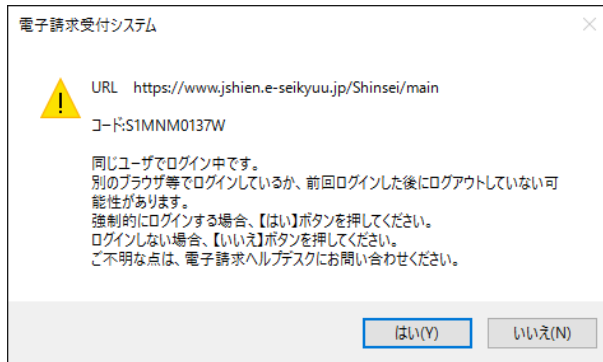 電子請求受付システム
URL　https://www.jshien.e-seikyuu.jp/Shinsei/main
コード:S1MNM0137W
同じユーザでログイン中です。
別のブラウザ等でログインしているか、前回ログインした後にログアウトしていない可
能性があります。
強制的にログインする場合、【はい】ボタンを押してください。
ログインしない場合、【いいえ】ボタンを押してください。
ご不明な点は、電子請求ヘルプデスクにお問い合わせください。
はい(Y)　いいえ(N)